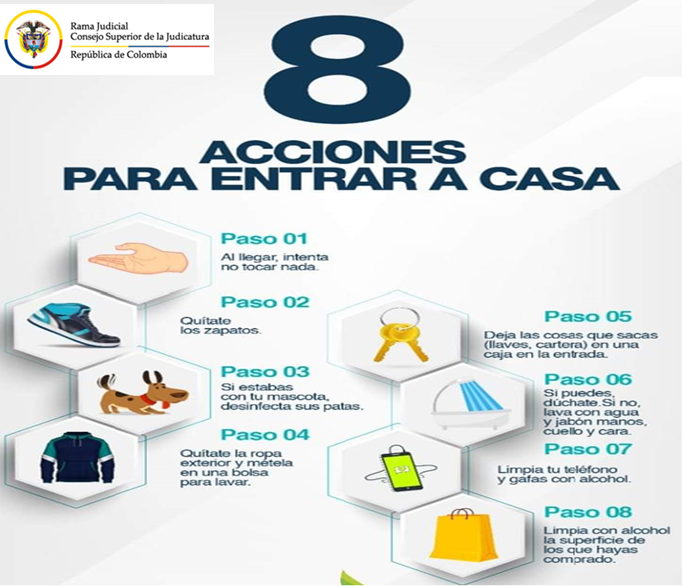 Rama Judicial
Consejo Superior de la Judicatura
República de Colombia
8
ACCIONES
PARA ENTRAR A CASA
Paso 01
Al llegar, intenta
no tocar nada.
Paso 02
Quítate
los zapatos.
Paso 03
Si estabas
con tu mascota,
desinfecta sus patas.
Paso 04
Quítate la ropa
exterior y métela
en una bolsa
para lavar.
Paso 05
Deja las cosas que sacas
(llaves, cartera) en una
caja en la entrada.
Paso 06
Si puedes,
dúchate.Si no,
lava con agua
y jabón manos,
cuello y cara.
Paso 07
Limpia tu teléfono
y gafas con alcohol.
Paso 08
Limpia con alcohol
la superficie de
los que hayas
comprado.